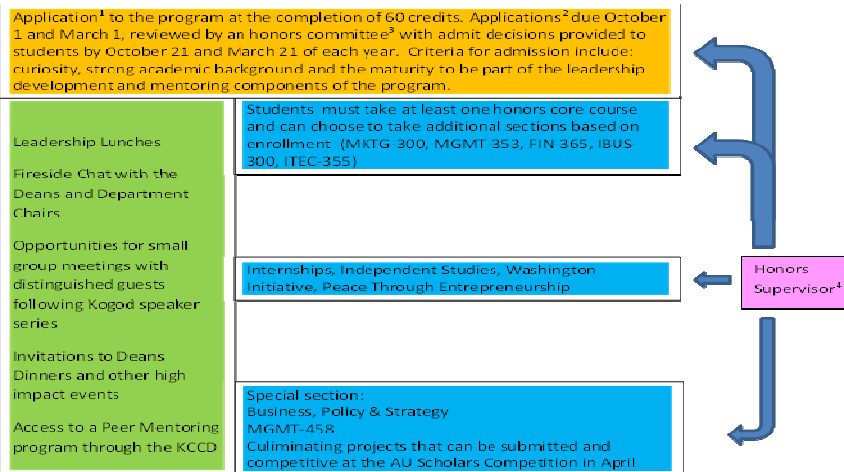 Application¹ to the program at the completion of 60 credits. Applications² due October
1 and March 1, reviewed by an honors committee³ with admit decisions provided to
students by October 21 and March 21 of each year.  Criteria for admission include:
curiosity, strong academic background and the maturity to be part of the leadership
development and mentoring components of the program.
Leadership Lunches
Fireside Chat with the
Deans and Department
Chairs
Opportunities for small
group meetings with
distinguished guests
following Kogod speaker
series
Invitations to Deans
Dinners and other high
impact events
Access to a Peer Mentoring
program through the KCCD
Students  must take at least one honors core course
and can choose to take additional sections based on
enrollment  (MKTG-300, MGMT-353, FIN-365, IBUS-
300, ITEC-355)
Internships, Independent Studies, Washington
Initiative, Peace Through Entrepreneurship
Honors
Supervisor⁴
Special section:
Business, Policy & Strategy
MGMT-458
Culiminating projects that can be submitted and
competitive at the AU Scholars Competition in April